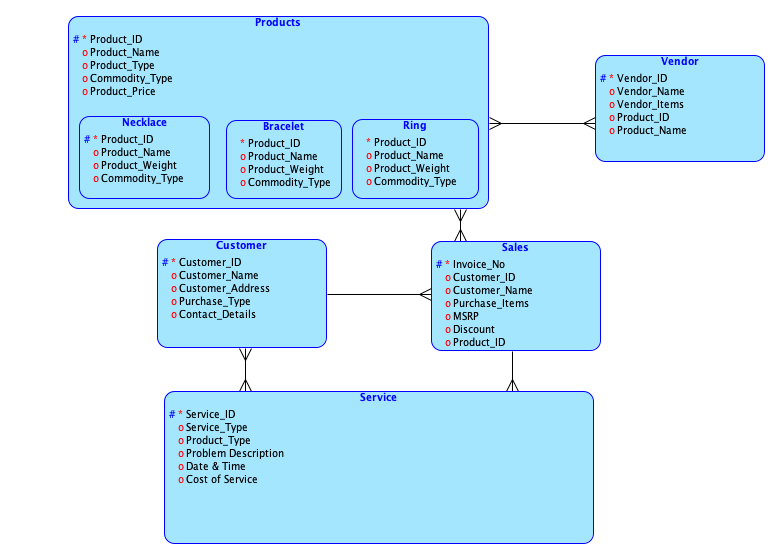 Products
# * Product_ID
o Product_Name
o Product_Type
o Commodity_Type
o Product_Price
Necklace
# * Product_ID
o Product_Name
o Product_Weight
o Commodity_Type
Bracelet
* Product_ID
o Product_Name
o Product_Weight
o Commodity_Type
Ring
* Product_ID
o Product_Name
o Product_Weight
o Commodity_Type
Vendor
# * Vendor_ID
o Vendor_Name
o Vendor_Items
o Product_ID
o Product_Name
Customer
# * Customer_ID
o Customer_Name
o Customer_Address
o Purchase_Type
o Contact_Details
Sales
# * Invoice_No
o Customer_ID
o Customer_Name
o Purchase_Items
o MSRP
o Discount
o Product_ID
Service
# * Service_ID
o Service_Type
o Product_Type
o Problem Description
o Date & Time
o Cost of Service